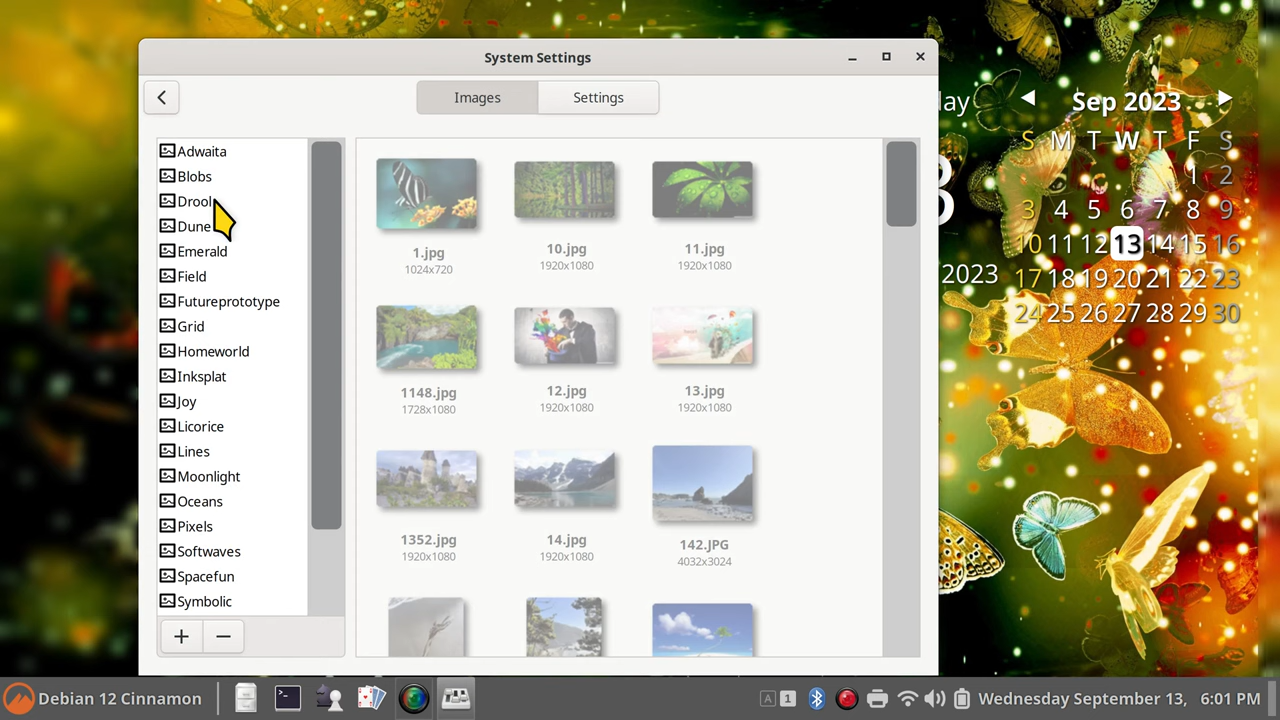 System Settings
Images
Settings
Adwaita
Blobs
Drool
Dune
Emerald
Field
Futureprototype
Grid
Homeworld
Inksplat
Joy
Licorice
Lines
Moonlight
Oceans
Pixels
Softwaves
Spacefun
Symbolic
1.jpg
1024x720
10.jpg
1920x1080
11.jpg
1920x1080
1148.jpg
1728x1080
12.jpg
1920x1080
13.jpg
1920x1080
1352.jpg
1920x1080
14.jpg
1920x1080
142.JPG
4032x3024
ay
2023
Sep 2023
S M T W T F S
1 2
3 4 5 6 7 8 9
10 11 12 13 14 15 16
17 18 19 20 21 22 23
24 25 26 27 28 29 30
Debian 12 Cinnamon
A 1
Wednesday September 13, 6:01 PM